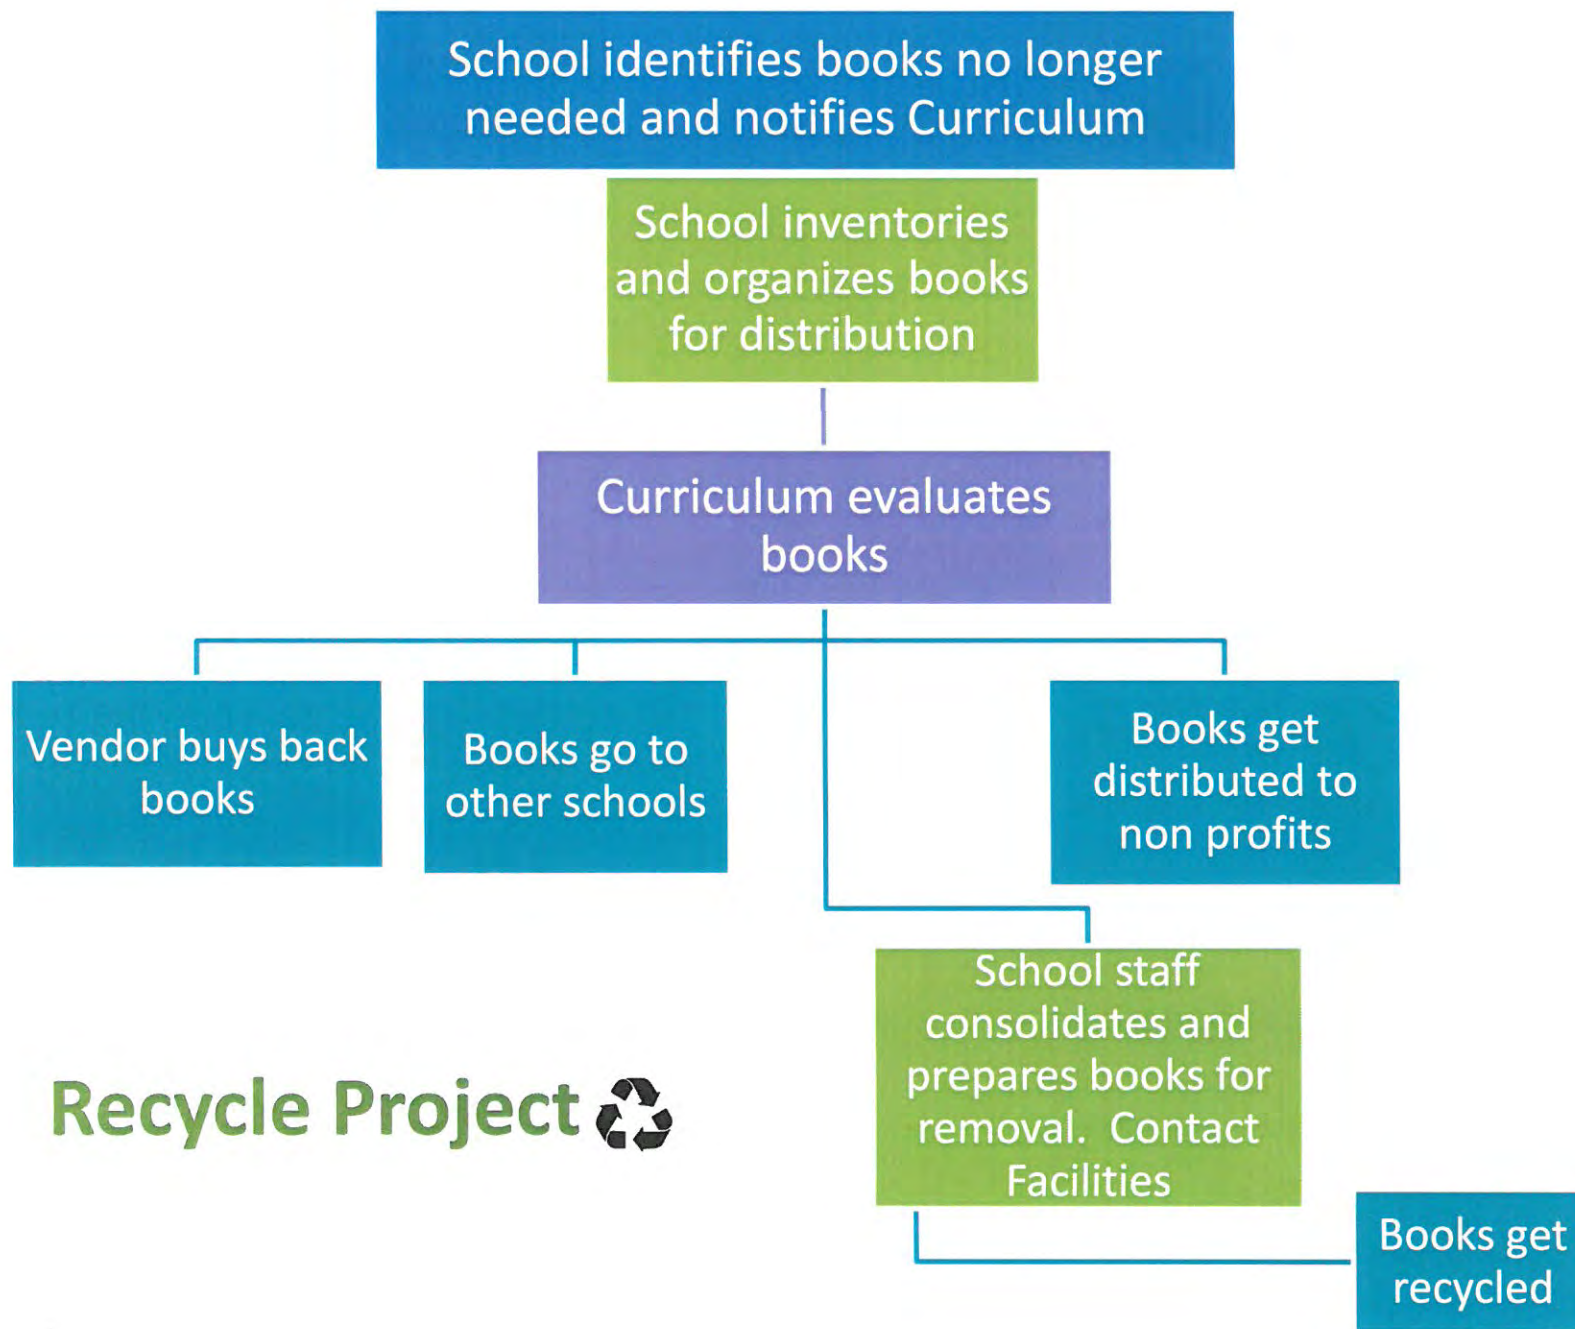 School identifies books no longer
needed and notifies Curriculum
School inventories
and organizes books
for distribution
Curriculum evaluates
books
Vendor buys back
books
Books go to
other schools
Books get
distributed to
non profits
School staff
consolidates and
prepares books for
removal.  Contact
Facilities
Recycle Project
Books get
recycled